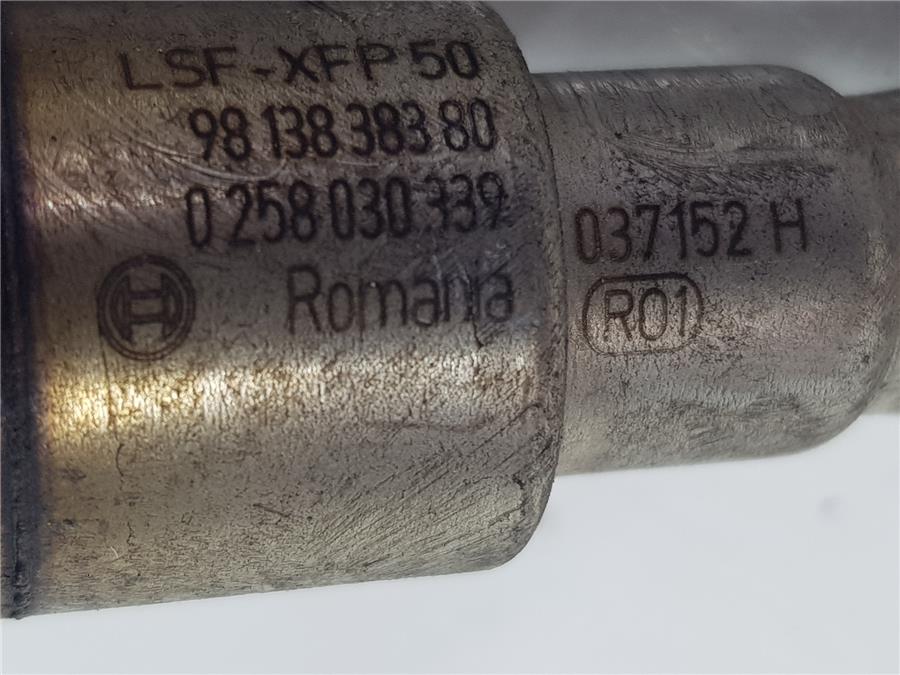 LSF-XFP 50
98 138 383 80
0 258 030 339
Romania
037152 H
R01